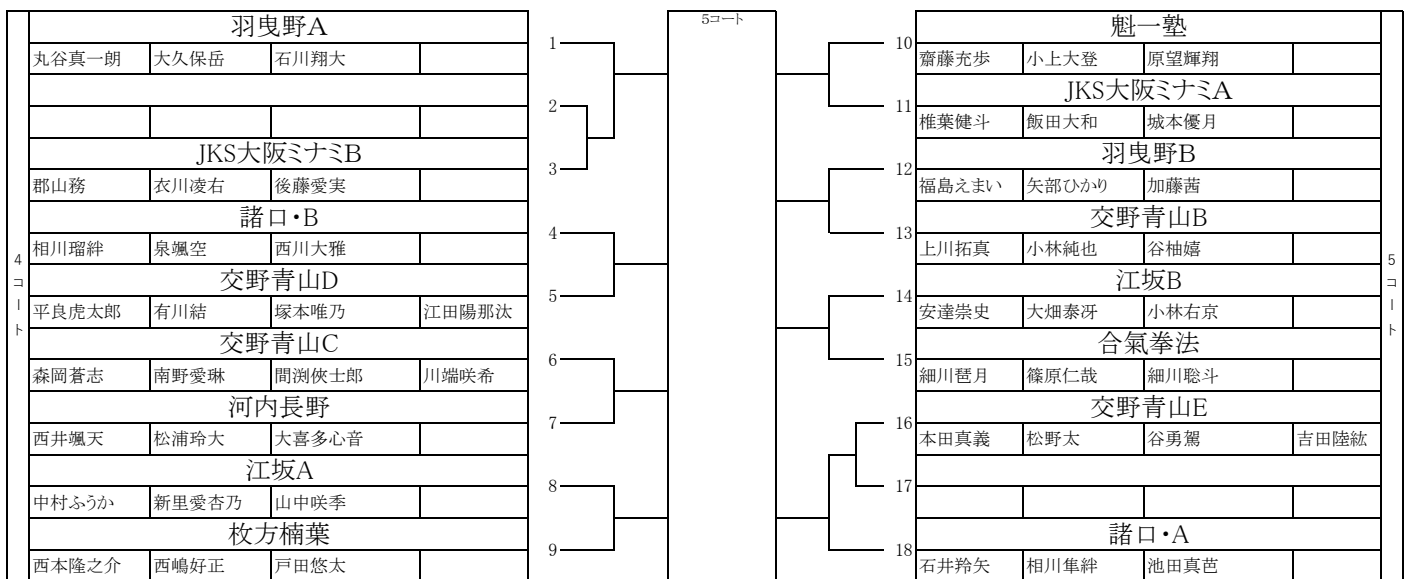 4コート
羽曳野A
1
丸谷真一朗 大久保岳 石川翔大
2
JKS大阪ミナミB
3
郡山務 衣川凌右 後藤愛実
諸口・B
4
相川瑠絆 泉颯空 西川大雅
交野青山D
5
平良虎太郎 有川結 塚本唯乃 江田陽那汰
交野青山C
6
森岡蒼志 南野愛琳 間渕俠士郎 川端咲希
河内長野
7
西井颯天 松浦玲大 大喜多心音
江坂A
8
中村ふうか 新里愛杏乃 山中咲季
枚方楠葉
9
西本隆之介 西嶋好正 戸田悠太
5コート
魁一塾
10
齋藤充歩 小上大登 原望輝翔
JKS大阪ミナミA
11
椎葉健斗 飯田大和 城本優月
羽曳野B
12
福島えまい 矢部ひかり 加藤茜
交野青山B
13
上川拓真 小林純也 谷柚嬉
江坂B
14
安達崇史 大畑泰冴 小林右京
合氣拳法
15
細川琶月 篠原仁哉 細川聡斗
交野青山E
16
本田真義 松野太 谷勇駕 吉田陸紘
17
諸口・A
18
石井羚矢 相川隼絆 池田真芭
5コート